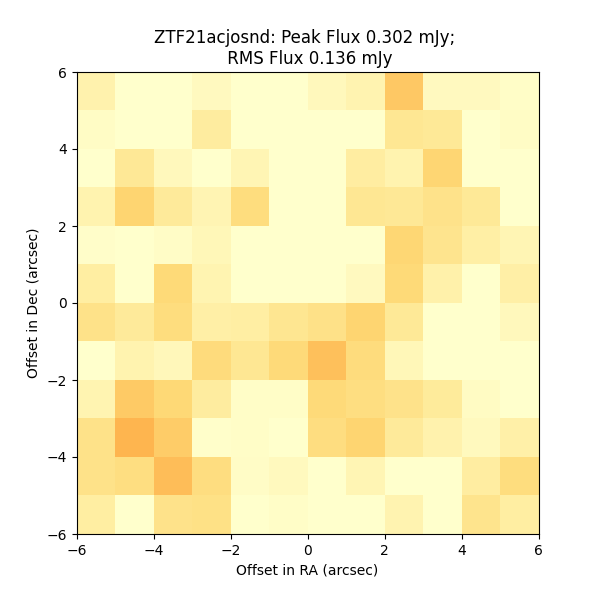 ZTF21acjosnd: Peak Flux 0.302 mJy;
RMS Flux 0.136 mJy
6
4
2
0
−2
−4
−6
Offset in Dec (arcsec)
−6 −4 −2 0 2 4 6
Offset in RA (arcsec)